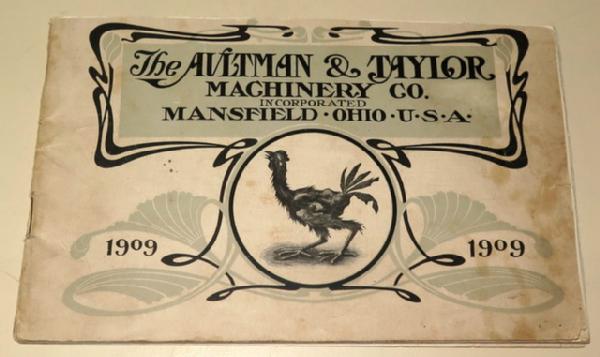 The AULTMAN & TAYLOR
MACHINERY CO.
INCORPORATED
MANSFIELD · OHIO · U·S·A·
1909 1909